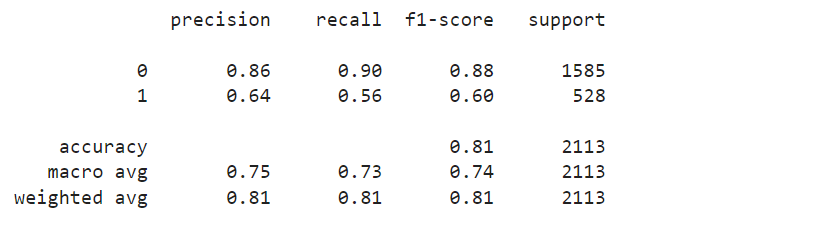 precision recall f1-score support
0 0.86 0.90 0.88 1585
1 0.64 0.56 0.60 528
accuracy 0.81 2113
macro avg 0.75 0.73 0.74 2113
weighted avg 0.81 0.81 0.81 2113